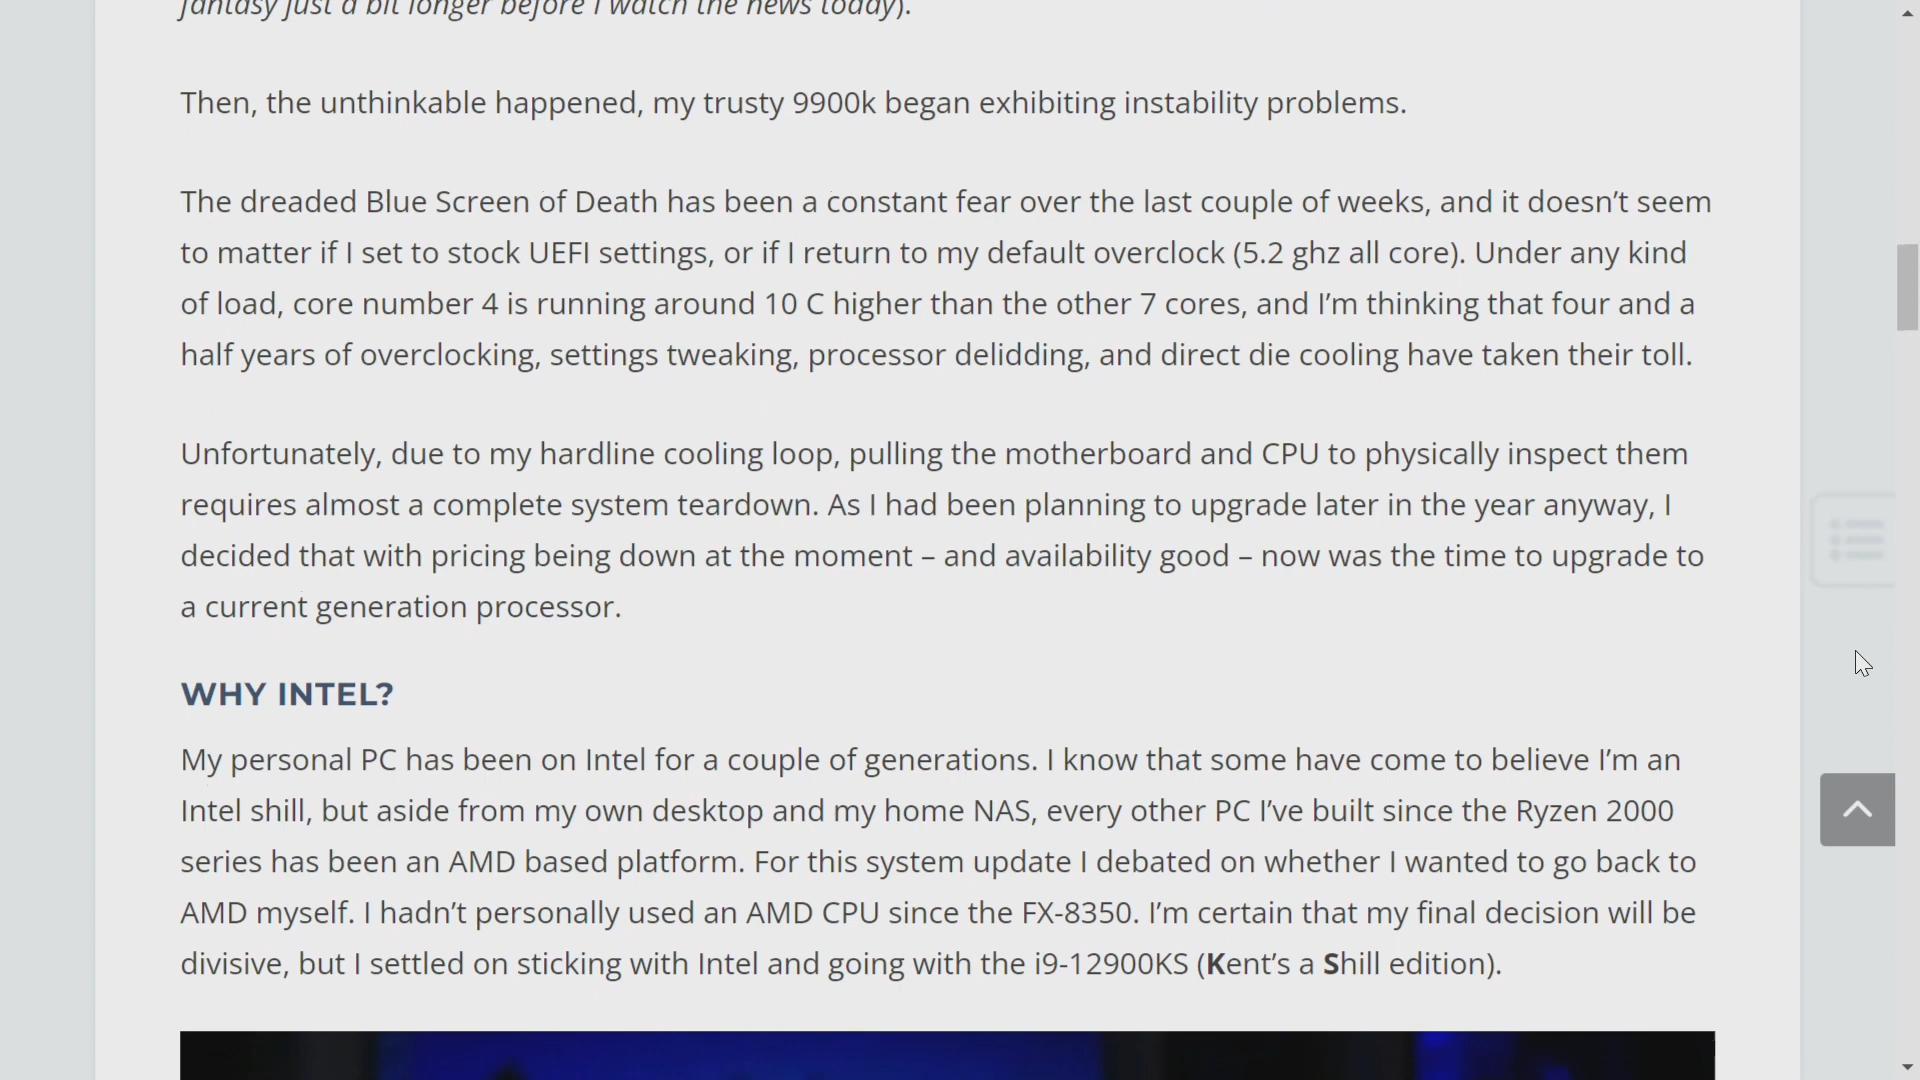 fantasy just a bit longer before I watch the news today).
Then, the unthinkable happened, my trusty 9900k began exhibiting instability problems.
The dreaded Blue Screen of Death has been a constant fear over the last couple of weeks, and it doesn’t seem
to matter if I set to stock UEFI settings, or if I return to my default overclock (5.2 ghz all core). Under any kind
of load, core number 4 is running around 10 C higher than the other 7 cores, and I’m thinking that four and a
half years of overclocking, settings tweaking, processor delidding, and direct die cooling have taken their toll.
Unfortunately, due to my hardline cooling loop, pulling the motherboard and CPU to physically inspect them
requires almost a complete system teardown. As I had been planning to upgrade later in the year anyway, I
decided that with pricing being down at the moment – and availability good – now was the time to upgrade to
a current generation processor.
WHY INTEL?
My personal PC has been on Intel for a couple of generations. I know that some have come to believe I’m an
Intel shill, but aside from my own desktop and my home NAS, every other PC I’ve built since the Ryzen 2000
series has been an AMD based platform. For this system update I debated on whether I wanted to go back to
AMD myself. I hadn’t personally used an AMD CPU since the FX-8350. I’m certain that my final decision will be
divisive, but I settled on sticking with Intel and going with the i9-12900KS (Kent’s a Shill edition).